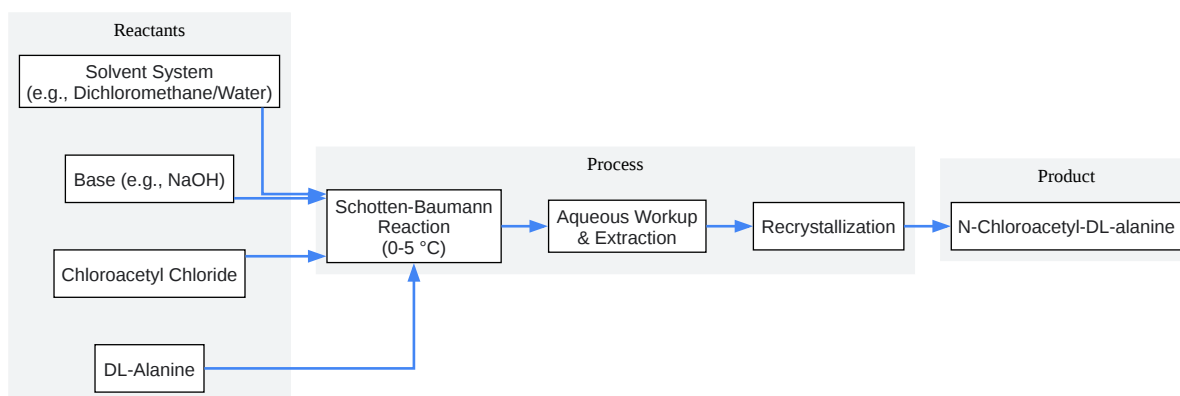 Reactants
Solvent System
(e.g., Dichloromethane/Water)
Base (e.g., NaOH)
Chloroacetyl Chloride
DL-Alanine
Process
Schotten-Baumann
Reaction
(0-5 °C)
Aqueous Workup
& Extraction
Recrystallization
Product
N-Chloroacetyl-DL-alanine